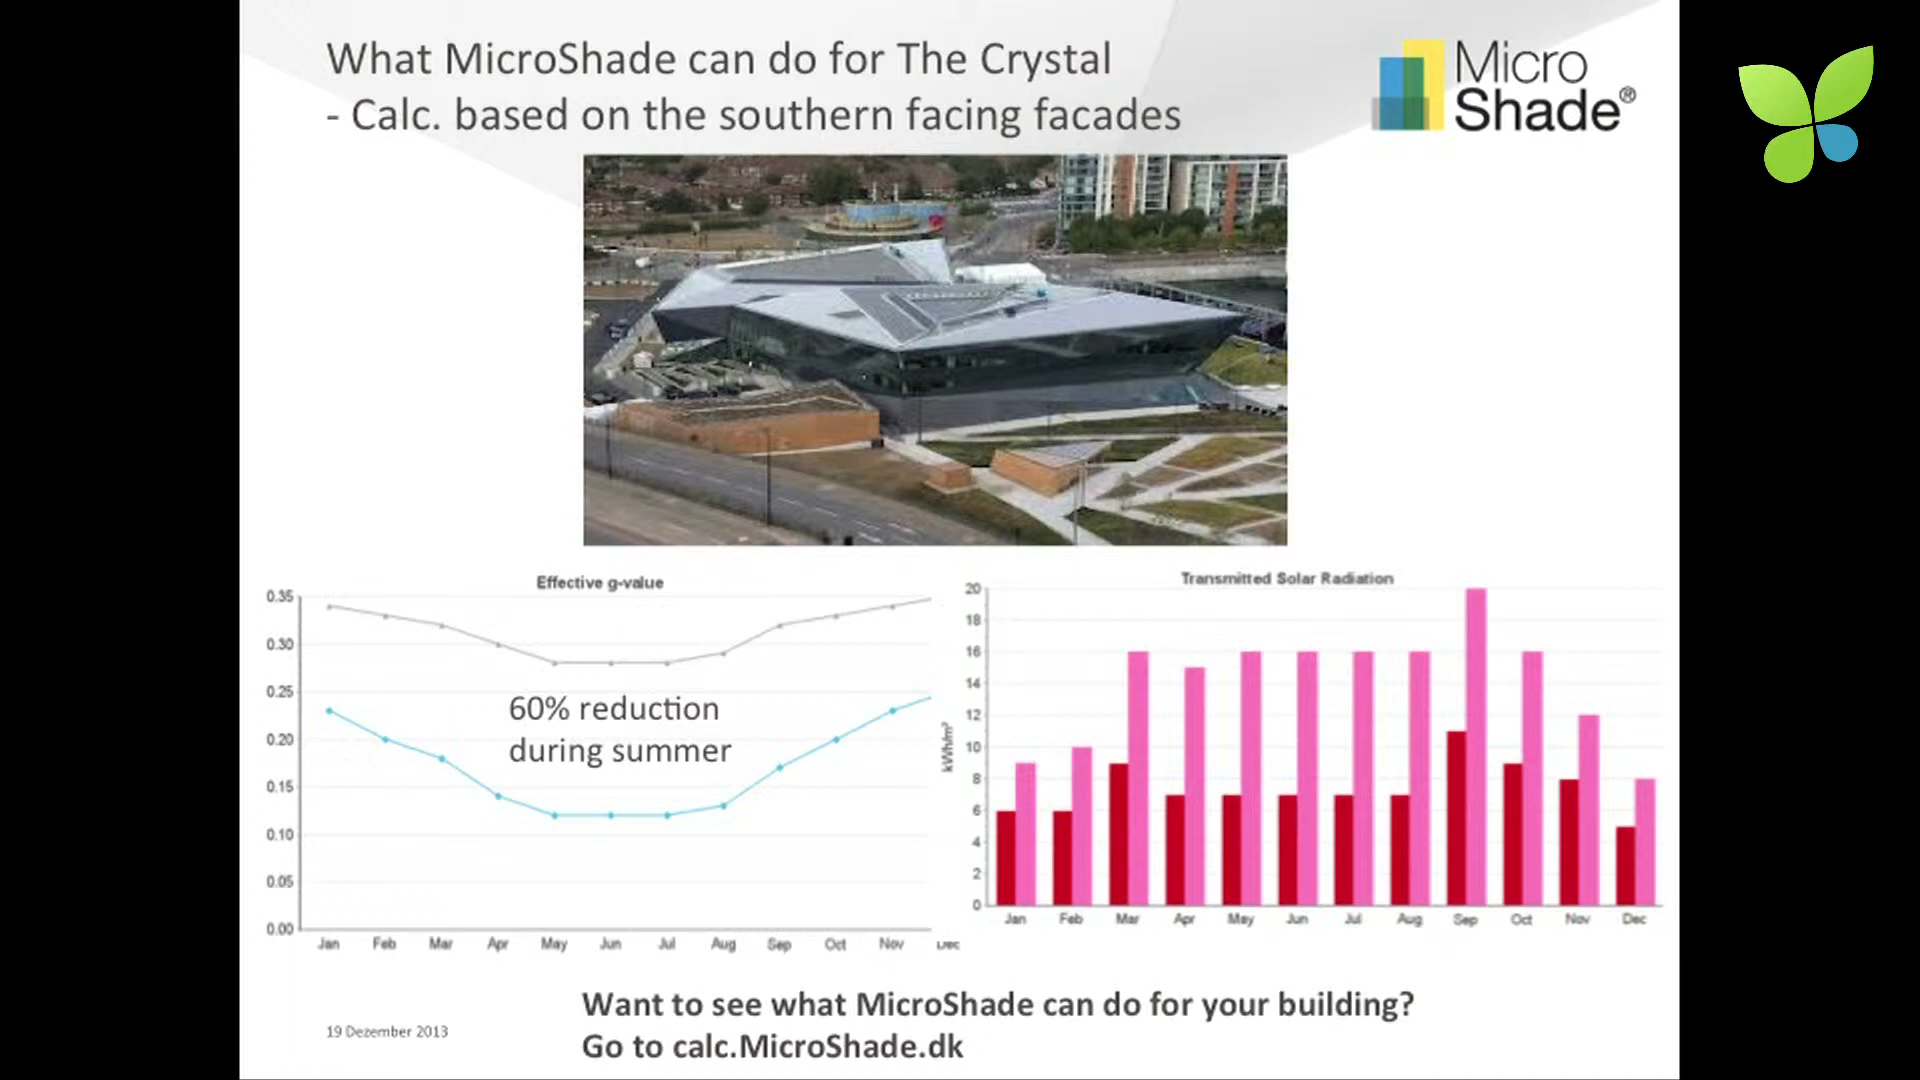 What MicroShade can do for The Crystal
- Calc. based on the southern facing facades
Micro
Shade®
Effective g-value
0.35
0.30
0.25
0.20
0.15
0.10
0.05
0.00
60% reduction
during summer
Jan Feb Mar Apr May Jun Jul Aug Sep Oct Nov Dec
Transmitted Solar Radiation
kWh/m²
20
18
16
14
12
10
8
6
4
2
0
Jan Feb Mar Apr May Jun Jul Aug Sep Oct Nov Dec
Want to see what MicroShade can do for your building?
Go to calc.MicroShade.dk
19 Dezember 2013